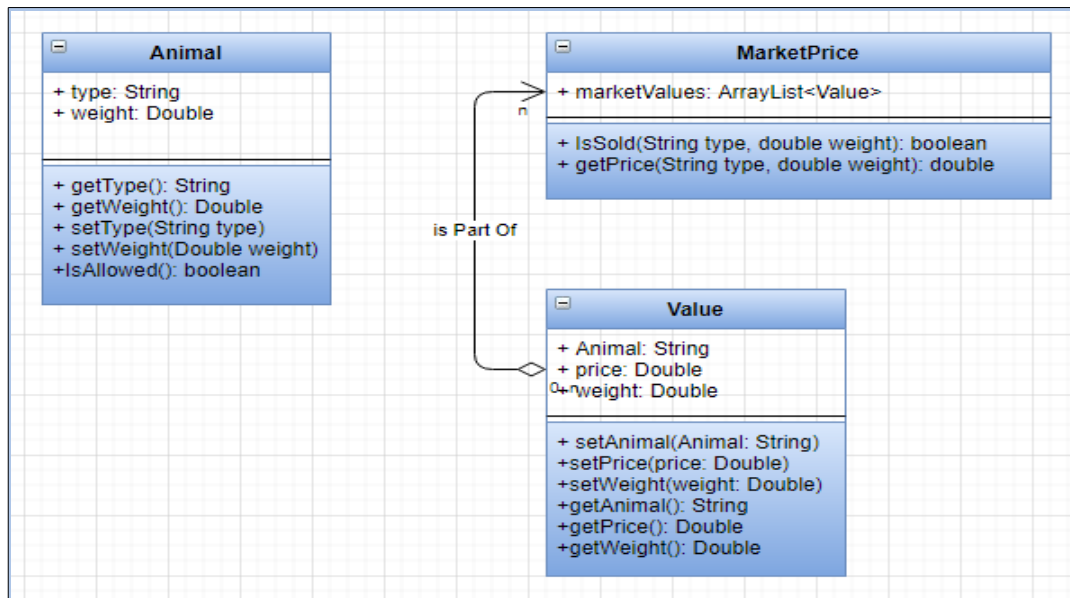 Animal
+ type: String
+ weight: Double
+ getType(): String
+ getWeight(): Double
+ setType(String type)
+ setWeight(Double weight)
+IsAllowed(): boolean
MarketPrice
+ marketValues: ArrayList<Value>
+ IsSold(String type, double weight): boolean
+ getPrice(String type, double weight): double
n
is Part Of
Value
+ Animal: String
+ price: Double
+ weight: Double
0..n
+ setAnimal(Animal: String)
+setPrice(price: Double)
+setWeight(weight: Double)
+getAnimal(): String
+getPrice(): Double
+getWeight(): Double